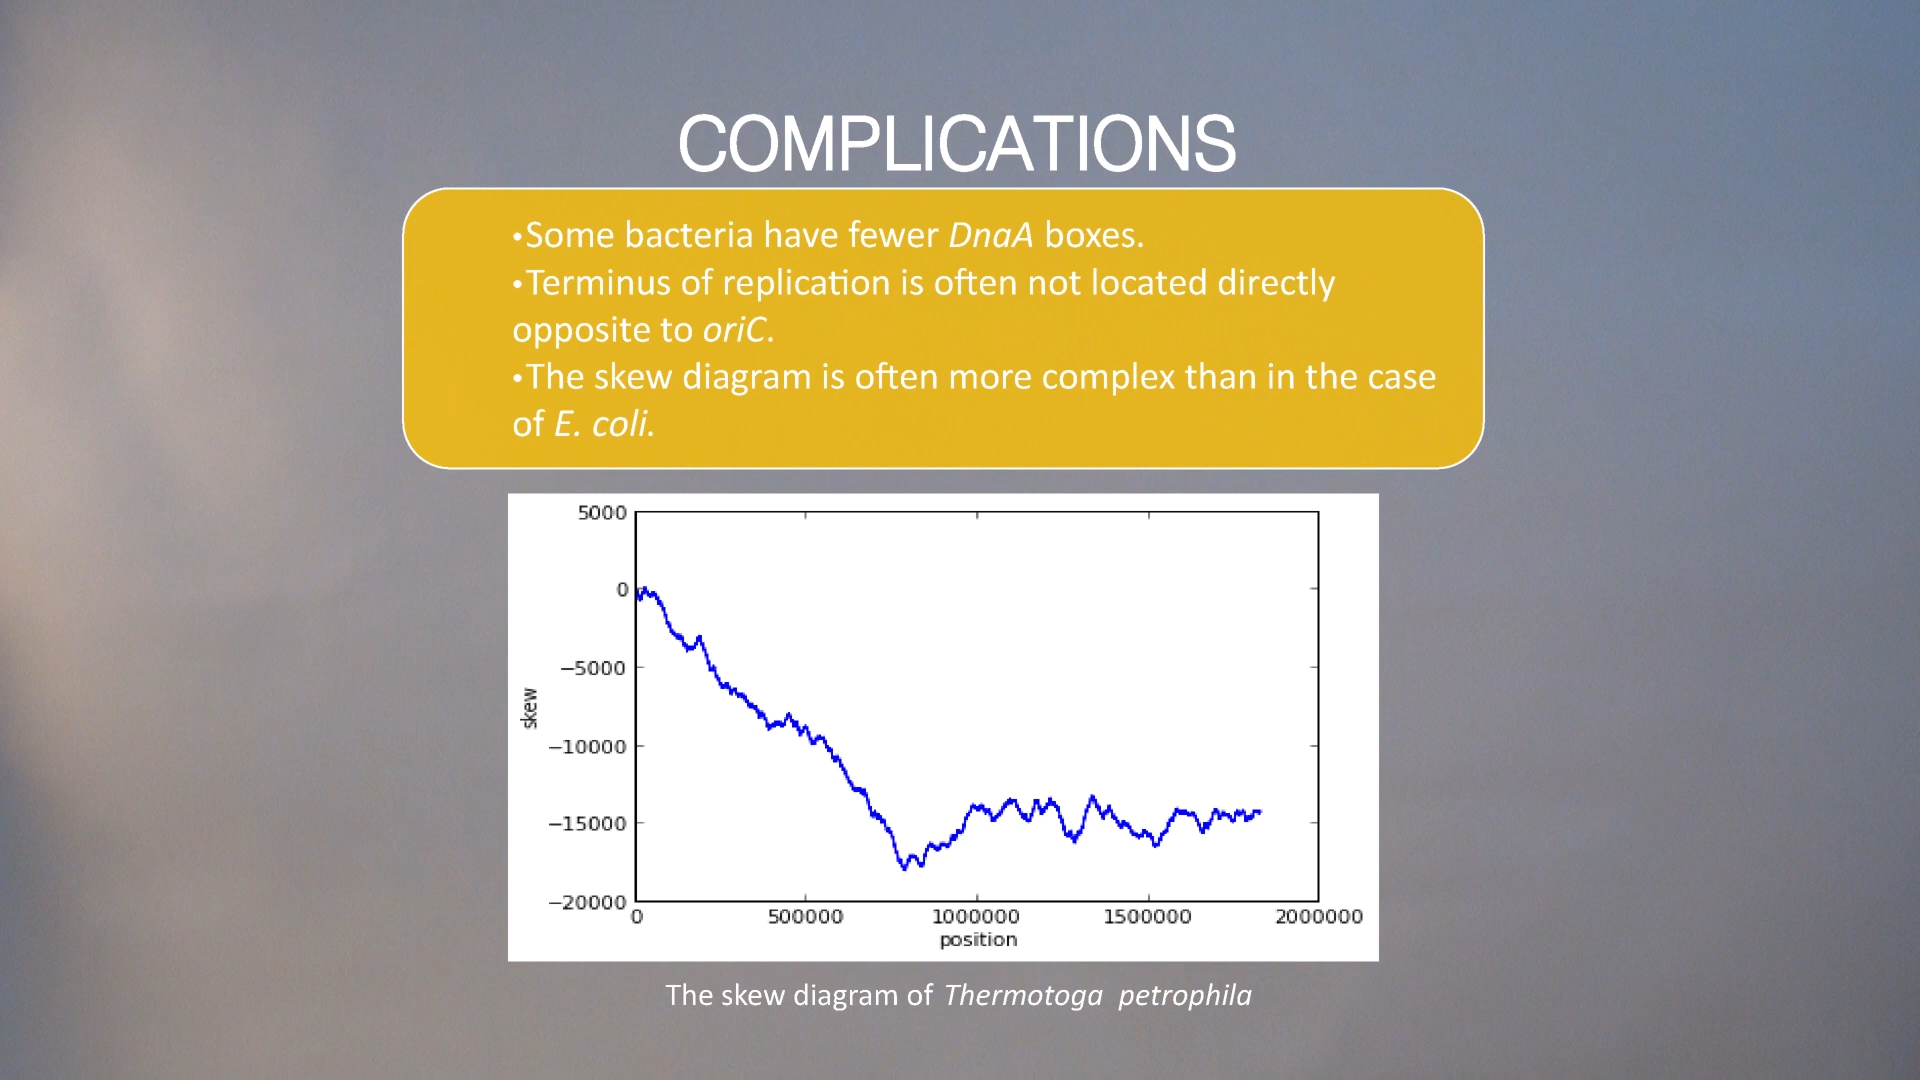 COMPLICATIONS
•Some bacteria have fewer DnaA boxes.
•Terminus of replication is often not located directly
opposite to oriC.
•The skew diagram is often more complex than in the case
of E. coli.
5000
0
−5000
−10000
−15000
−20000
skew
0 500000 1000000 1500000 2000000
position
The skew diagram of Thermotoga petrophila